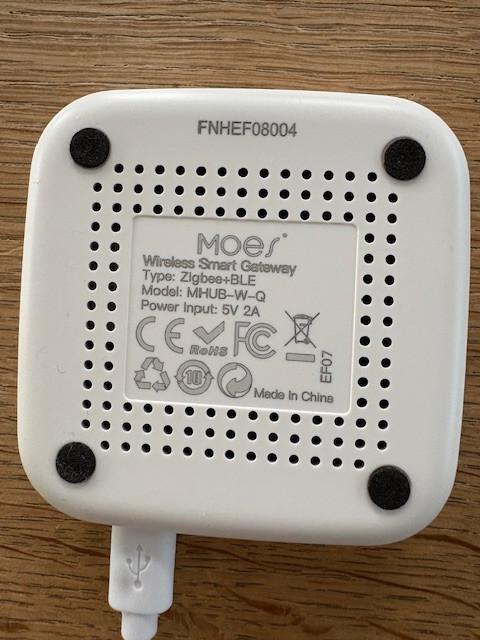 FNHEF08004
MOES
Wireless Smart Gateway
Type: Zigbee+BLE
Model: MHUB-W-Q
Power Input: 5V 2A
CE RoHS FC
EF07
10
Made In China